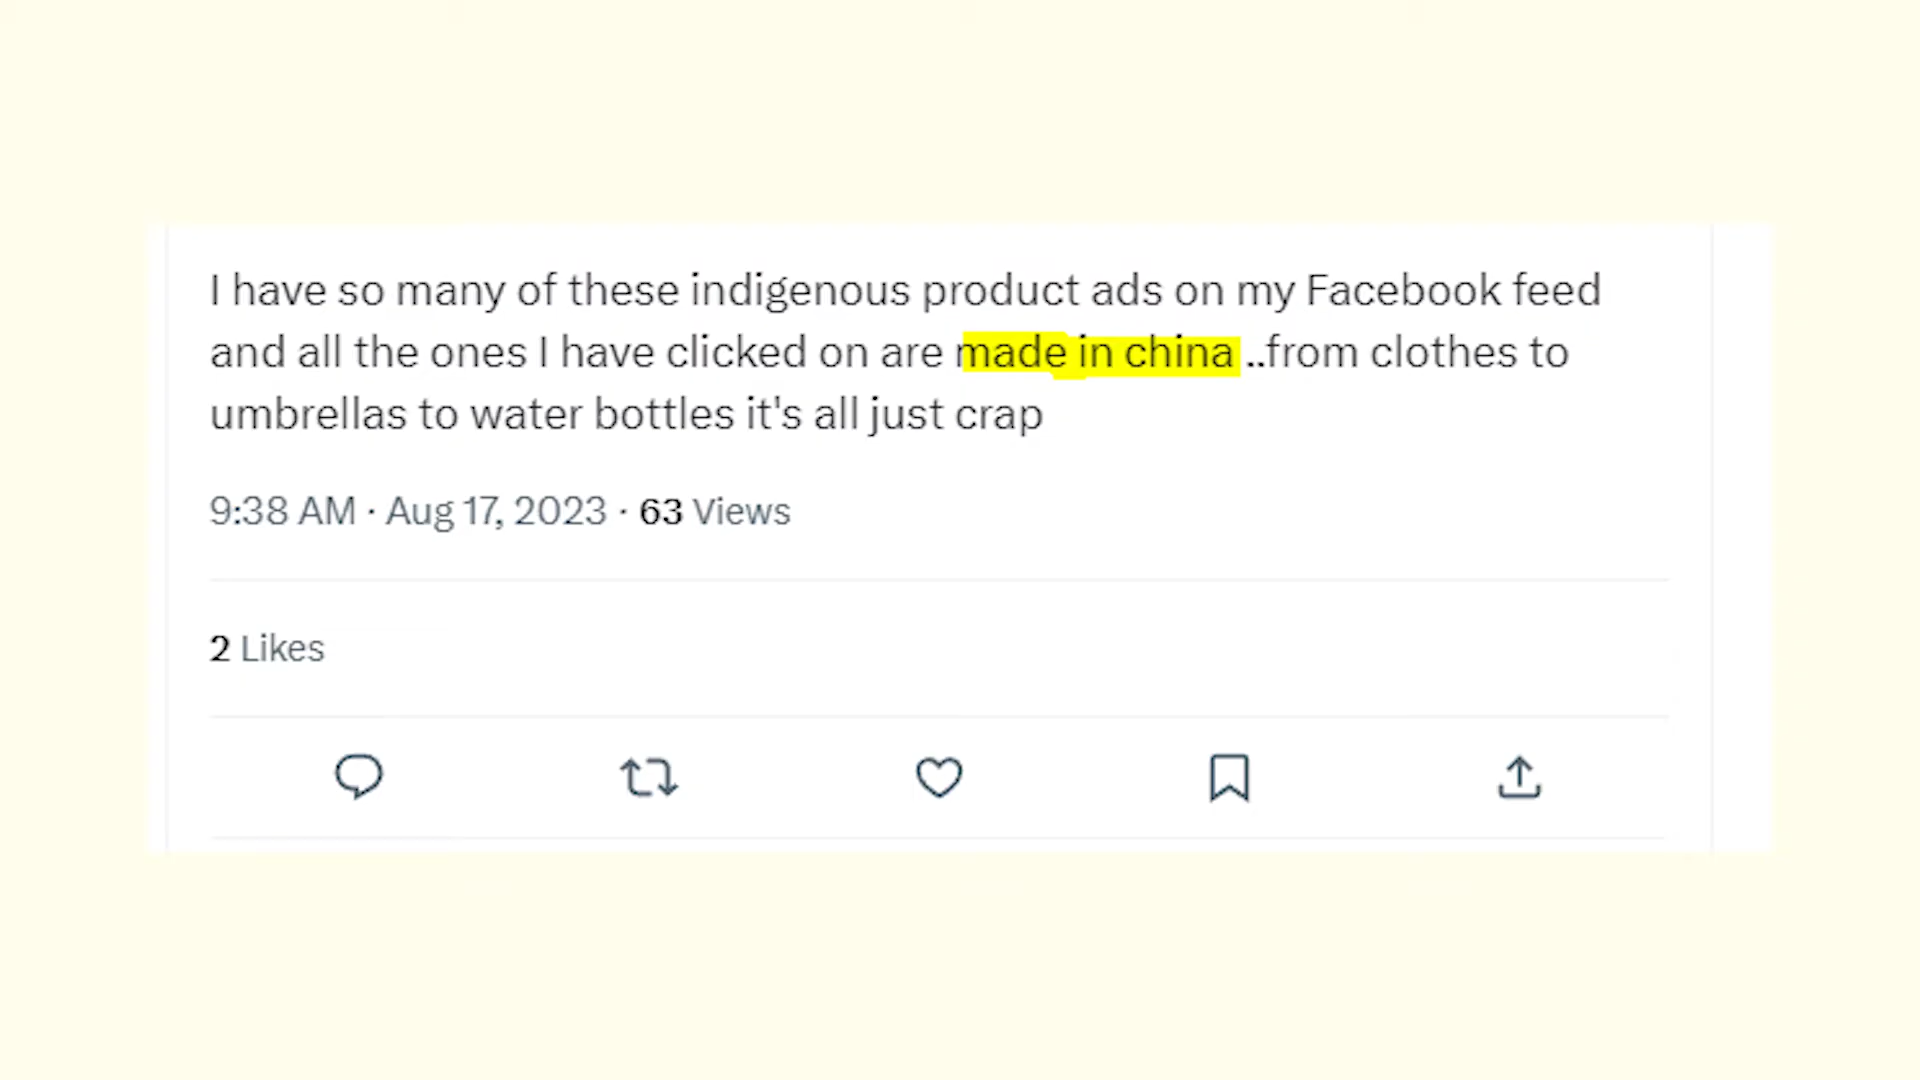 I have so many of these indigenous product ads on my Facebook feed
and all the ones I have clicked on are made in china ..from clothes to
umbrellas to water bottles it's all just crap
9:38 AM · Aug 17, 2023 · 63 Views
2 Likes